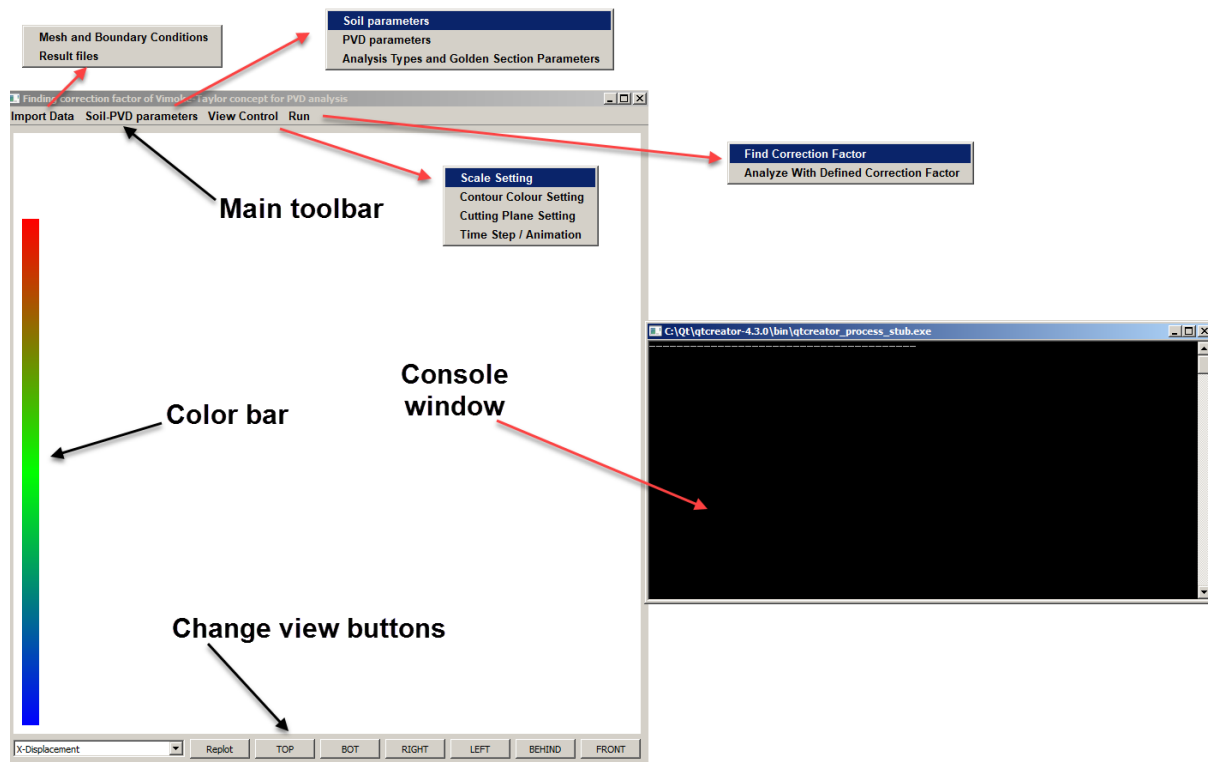 Soil parameters
PVD parameters
Analysis Types and Golden Section Parameters
Mesh and Boundary Conditions
Result files
Finding correction factor of Vimoke-Taylor concept for PVD analysis
Import Data Soil-PVD parameters View Control Run
Find Correction Factor
Analyze With Defined Correction Factor
Scale Setting
Contour Colour Setting
Cutting Plane Setting
Time Step / Animation
Main toolbar
C:\Qt\qtcreator-4.3.0\bin\qtcreator_process_stub.exe
Console
window
Color bar
Change view buttons
X-Displacement Replot TOP BOT RIGHT LEFT BEHIND FRONT